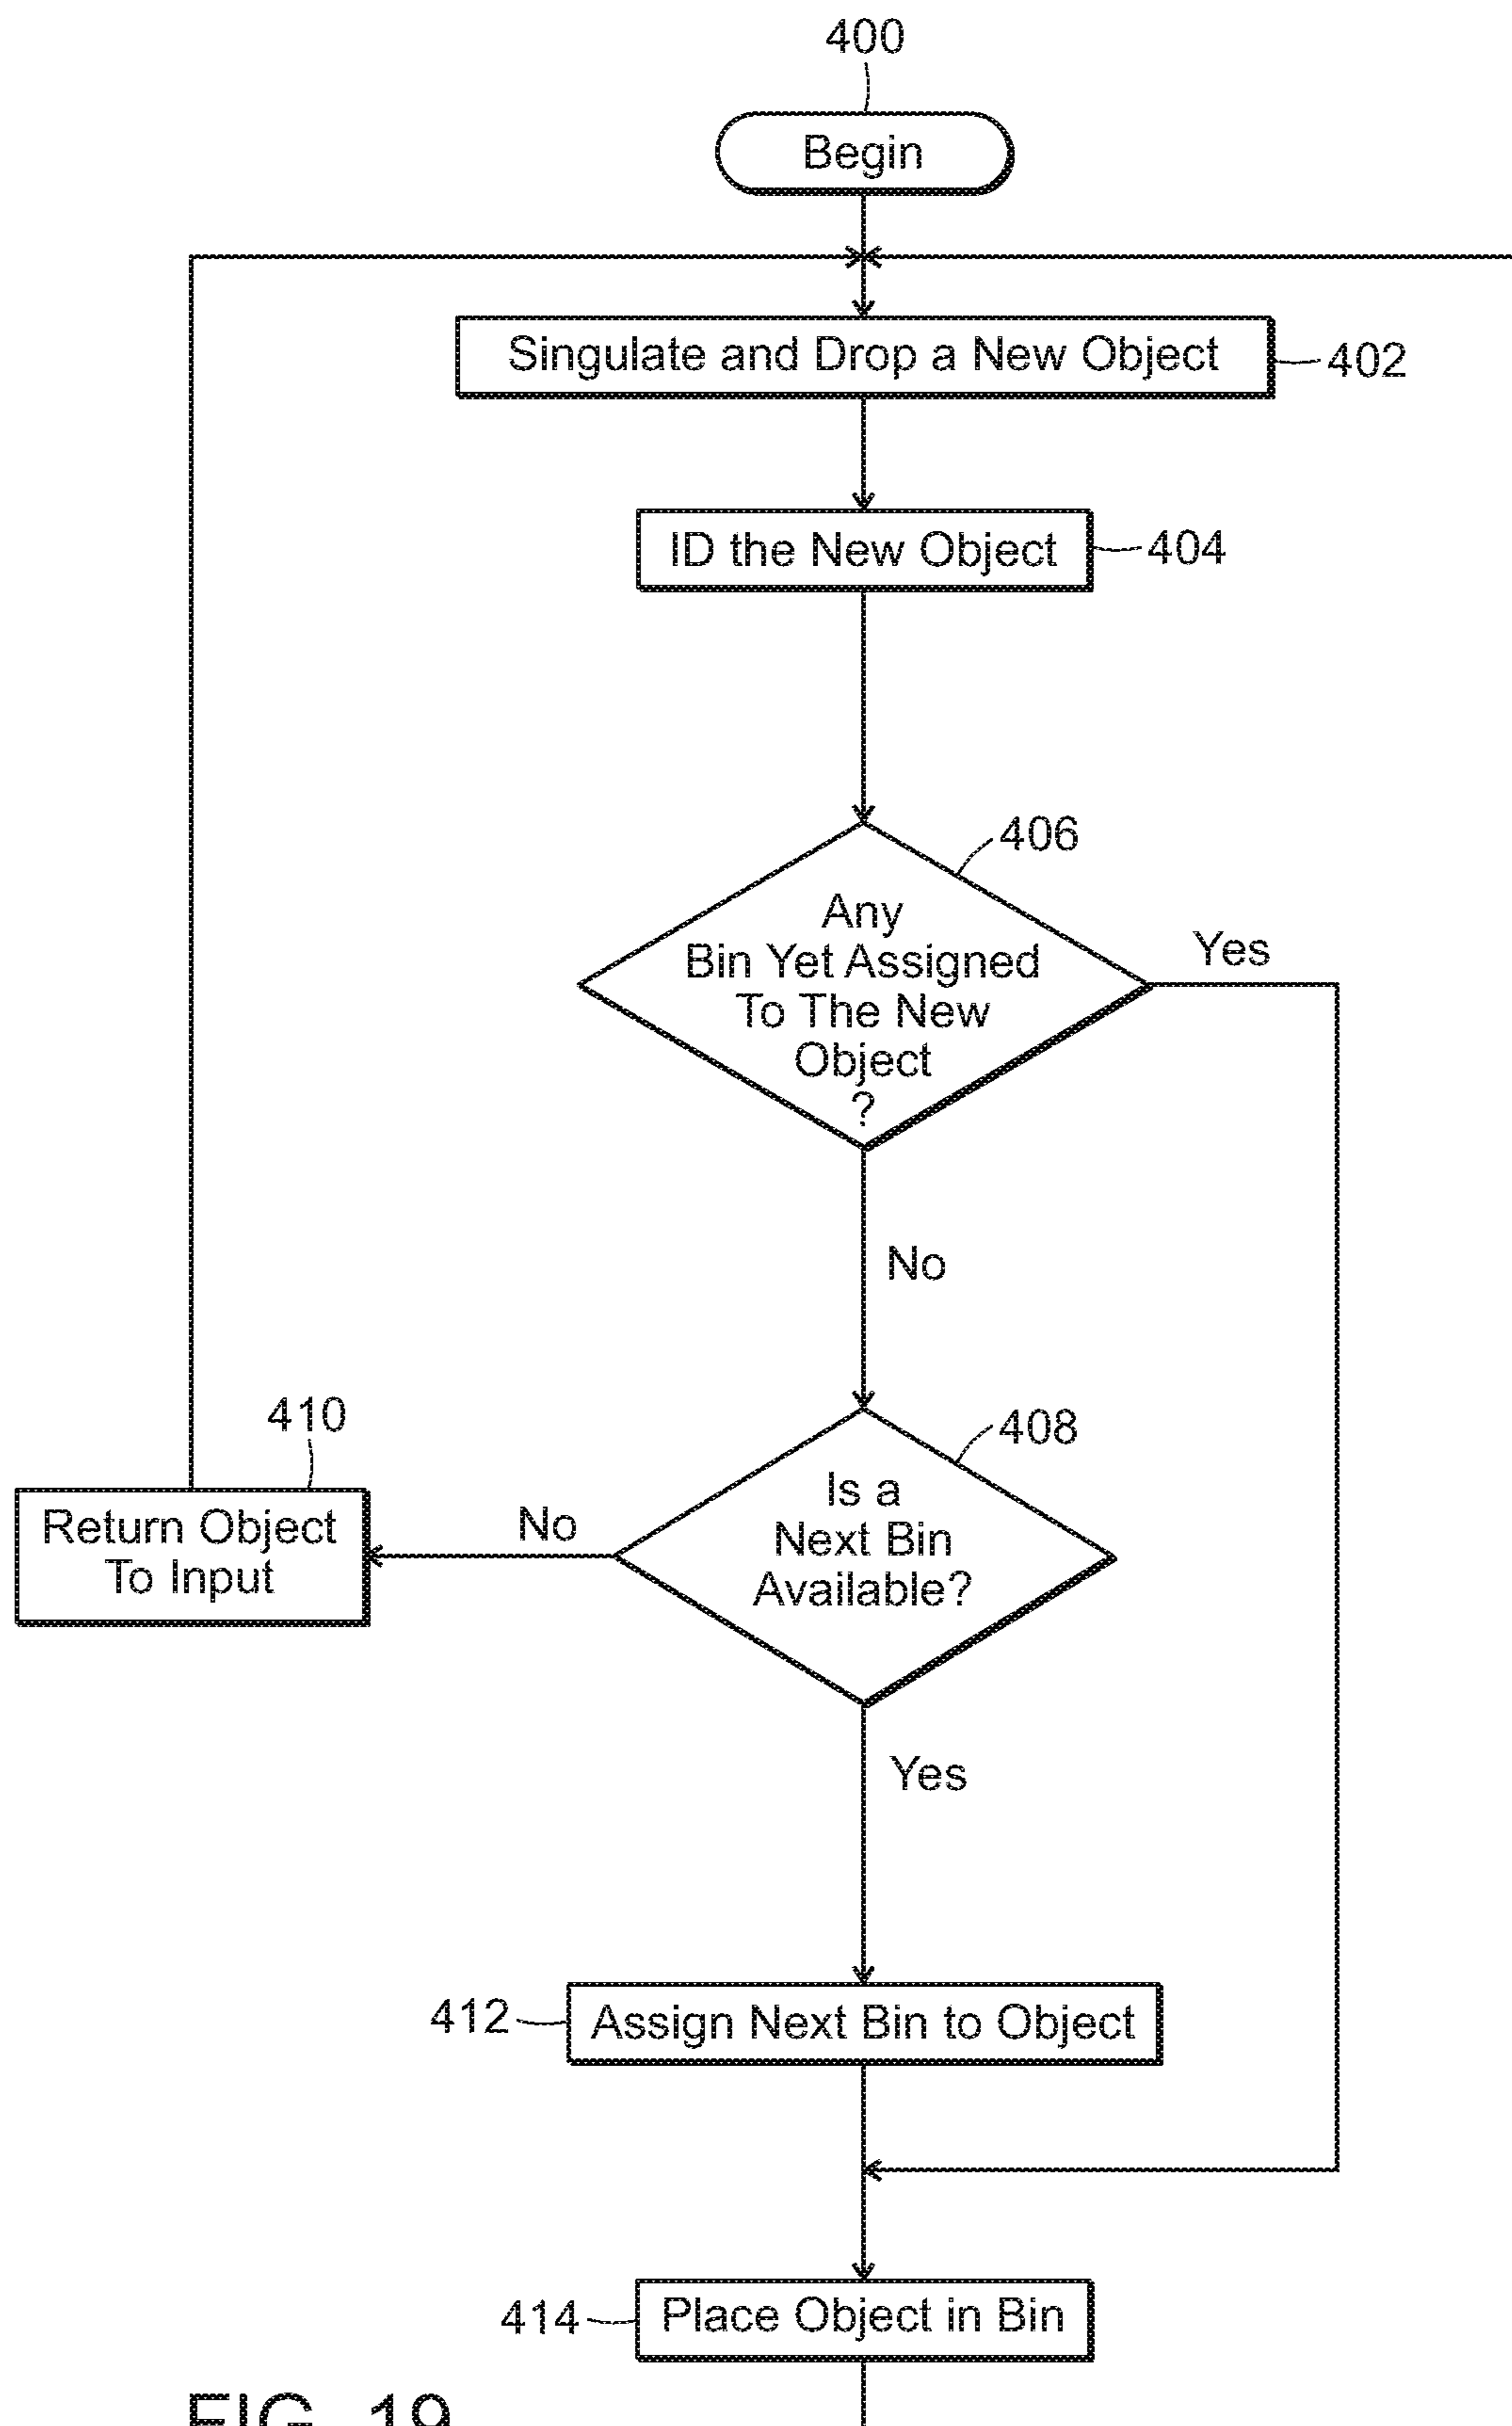 400
Begin
Singulate and Drop a New Object
402
ID the New Object
404
406
Any
Bin Yet Assigned
To The New
Object
?
Yes
No
410
408
Return Object
To Input
No
Is a
Next Bin
Available?
Yes
412
Assign Next Bin to Object
414
Place Object in Bin
FIG. 19